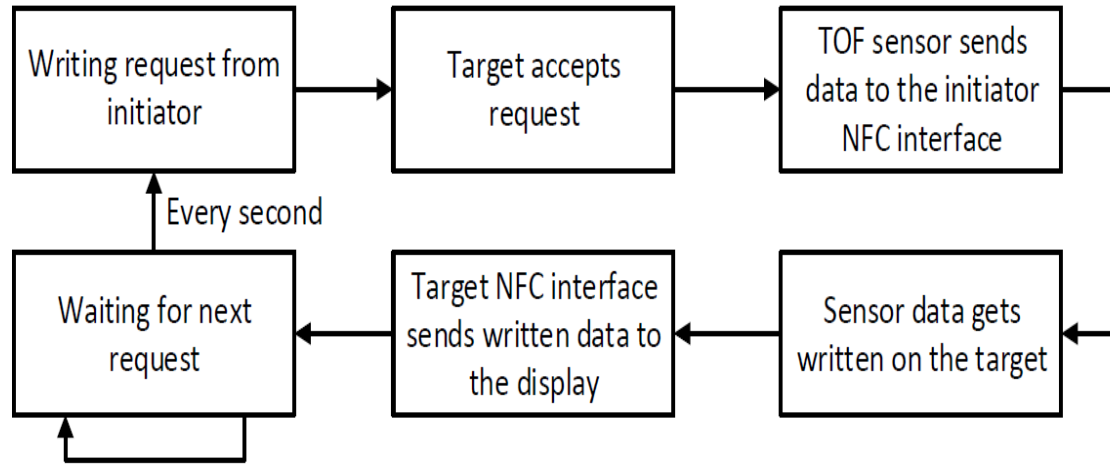 Writing request from
initiator
Target accepts
request
TOF sensor sends
data to the initiator
NFC interface
Every second
Waiting for next
request
Target NFC interface
sends written data to
the display
Sensor data gets
written on the target